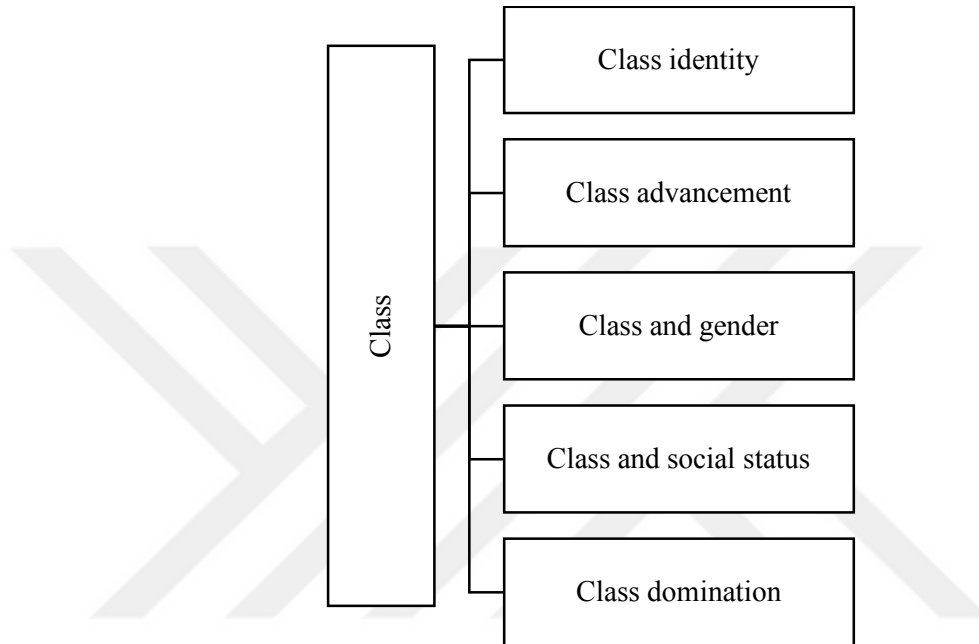 Class
Class identity
Class advancement
Class and gender
Class and social status
Class domination